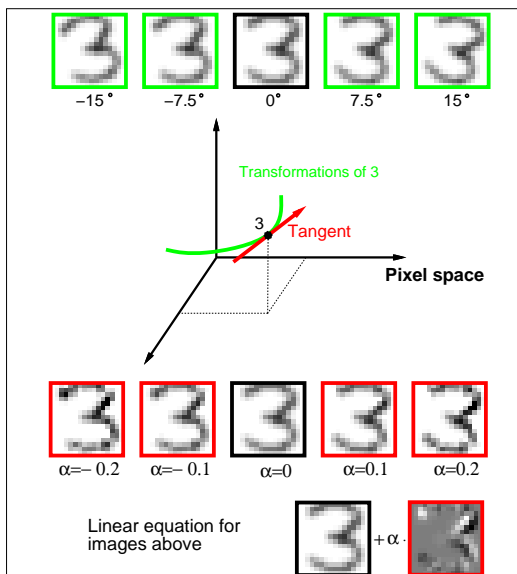 −15° −7.5° 0° 7.5° 15°
Transformations of 3
3
Tangent
Pixel space
α=− 0.2 α=− 0.1 α=0 α=0.1 α=0.2
Linear equation for
images above
+ α ·